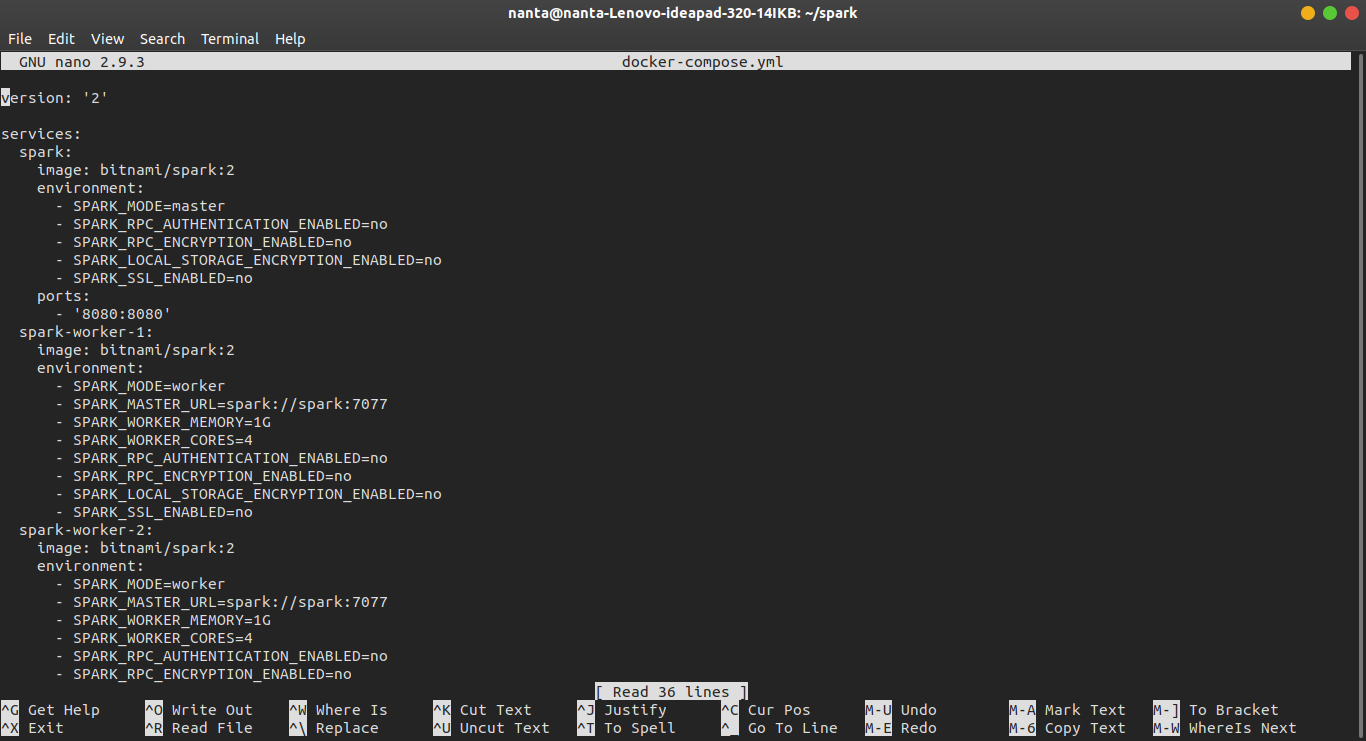 nanta@nanta-Lenovo-ideapad-320-14IKB: ~/spark
File Edit View Search Terminal Help
GNU nano 2.9.3 docker-compose.yml
version: '2'
services:
  spark:
    image: bitnami/spark:2
    environment:
      - SPARK_MODE=master
      - SPARK_RPC_AUTHENTICATION_ENABLED=no
      - SPARK_RPC_ENCRYPTION_ENABLED=no
      - SPARK_LOCAL_STORAGE_ENCRYPTION_ENABLED=no
      - SPARK_SSL_ENABLED=no
    ports:
      - '8080:8080'
  spark-worker-1:
    image: bitnami/spark:2
    environment:
      - SPARK_MODE=worker
      - SPARK_MASTER_URL=spark://spark:7077
      - SPARK_WORKER_MEMORY=1G
      - SPARK_WORKER_CORES=4
      - SPARK_RPC_AUTHENTICATION_ENABLED=no
      - SPARK_RPC_ENCRYPTION_ENABLED=no
      - SPARK_LOCAL_STORAGE_ENCRYPTION_ENABLED=no
      - SPARK_SSL_ENABLED=no
  spark-worker-2:
    image: bitnami/spark:2
    environment:
      - SPARK_MODE=worker
      - SPARK_MASTER_URL=spark://spark:7077
      - SPARK_WORKER_MEMORY=1G
      - SPARK_WORKER_CORES=4
      - SPARK_RPC_AUTHENTICATION_ENABLED=no
      - SPARK_RPC_ENCRYPTION_ENABLED=no
[ Read 36 lines ]
^G Get Help ^O Write Out ^W Where Is ^K Cut Text ^J Justify ^C Cur Pos M-U Undo M-A Mark Text M-] To Bracket
^X Exit ^R Read File ^\ Replace ^U Uncut Text ^T To Spell ^_ Go To Line M-E Redo M-6 Copy Text M-W WhereIs Next